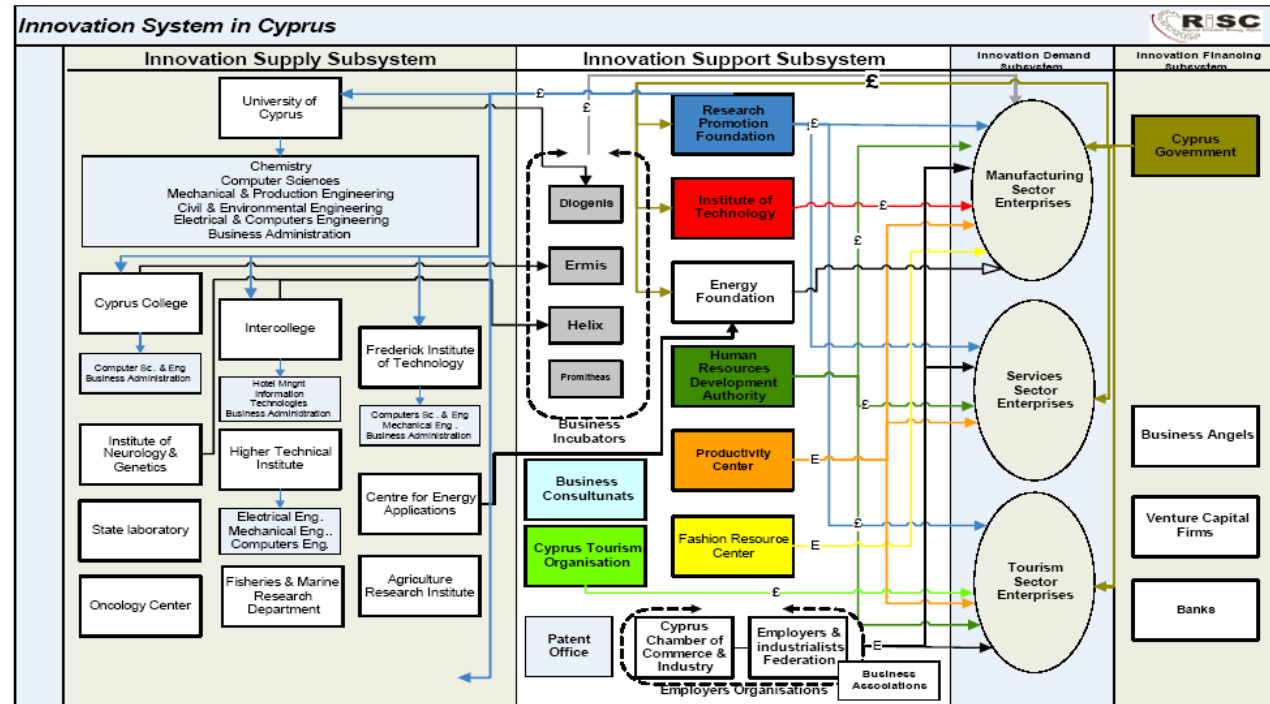 Innovation System in Cyprus
RiSC
Innovation Supply Subsystem
Innovation Support Subsystem
Innovation Demand
Subsystem
Innovation Financing
Subsystem
University of
Cyprus
Chemistry
Computer Sciences
Mechanical & Production Engineering
Civil & Environmental Engineering
Electrical & Computers Engineering
Business Administration
Cyprus College
Computer Sc. & Eng
Business Administration
Intercollege
Hotel Mngnt
Information
Technologies
Business Adminidtration
Frederick Institute
of Technology
Computers Sc. & Eng
Mechanical Eng.
Business Administration
Institute of
Neurology &
Genetics
Higher Technical
Institute
Electrical Eng.
Mechanical Eng..
Computers Eng.
Centre for Energy
Applications
State laboratory
Oncology Center
Fisheries & Marine
Research
Department
Agriculture
Research Institute
£
£
Diogenis
Ermis
Helix
Promitheas
Business
Incubators
Research
Promotion
Foundation
£
£
Institute of
Technology
£
£
Energy
Foundation
Human
Resources
Development
Authority
£
Productivity
Center
E
Fashion Resource
Center
E
£
Business
Consultunats
Cyprus Tourism
Organisation
£
Patent
Office
Cyprus
Chamber of
Commerce &
Industry
Employers &
industrialists
Federation
E
Business
Associations
Employers Organisations
Manufacturing
Sector
Enterprises
Services
Sector
Enterprises
Tourism
Sector
Enterprises
Cyprus
Government
Business Angels
Venture Capital
Firms
Banks